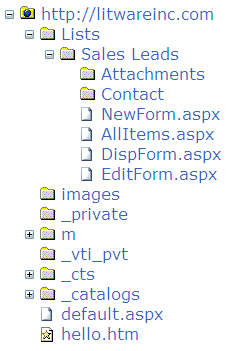 http://litwareinc.com
Lists
Sales Leads
Attachments
Contact
NewForm.aspx
AllItems.aspx
DispForm.aspx
EditForm.aspx
images
_private
m
_vti_pvt
_cts
_catalogs
default.aspx
hello.htm